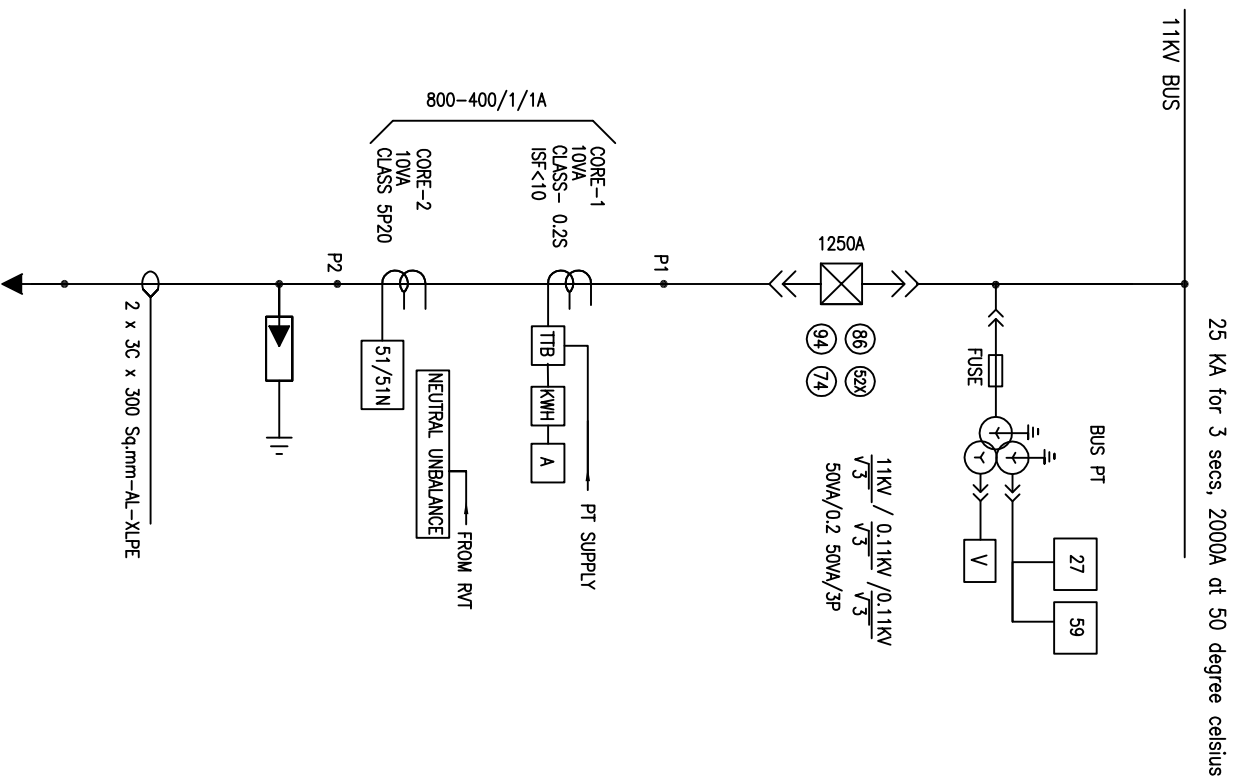 25 KA for 3 secs, 2000A at 50 degree celsius
11KV BUS
BUS PT
27
59
V
FUSE
11KV / 0.11KV /0.11KV
√3 √3 √3
50VA/0.2 50VA/3P
1250A
86
52X
94
74
P1
800-400/1/1A
CORE-1
10VA
CLASS- 0.2S
ISF<10
TTB
KWH
A
PT SUPPLY
CORE-2
10VA
CLASS 5P20
51/51N
NEUTRAL UNBALANCE
FROM RVT
P2
2 x 3C x 300 Sq.mm-AL-XLPE